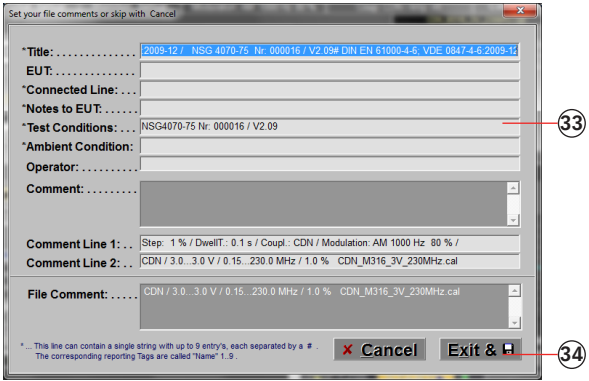 Set your file comments or skip with Cancel
*Title: . . . . . . . . . . . . . . 2009-12 / NSG 4070-75 Nr: 000016 / V2.09# DIN EN 61000-4-6; VDE 0847-4-6:2009-12
EUT: . . . . . . . . . . . . . .
*Connected Line: . . .
*Notes to EUT: . . . . . .
*Test Conditions: . . . NSG4070-75 Nr: 000016 / V2.09
33
*Ambient Condition:
Operator: . . . . . . . . . .
Comment: . . . . . . . . .
Comment Line 1: . . Step: 1 % / DwellT.: 0.1 s / Coupl.: CDN / Modulation: AM 1000 Hz 80 % /
Comment Line 2: . . CDN / 3.0...3.0 V / 0.15...230.0 MHz / 1.0 % CDN_M316_3V_230MHz.cal
File Comment: . . . . . CDN / 3.0...3.0 V / 0.15...230.0 MHz / 1.0 % CDN_M316_3V_230MHz.cal
* ... This line can contain a single string with up to 9 entry's, each separated by a # .
The corresponding reporting Tags are called "Name" 1..9 .
Cancel
Exit &
34